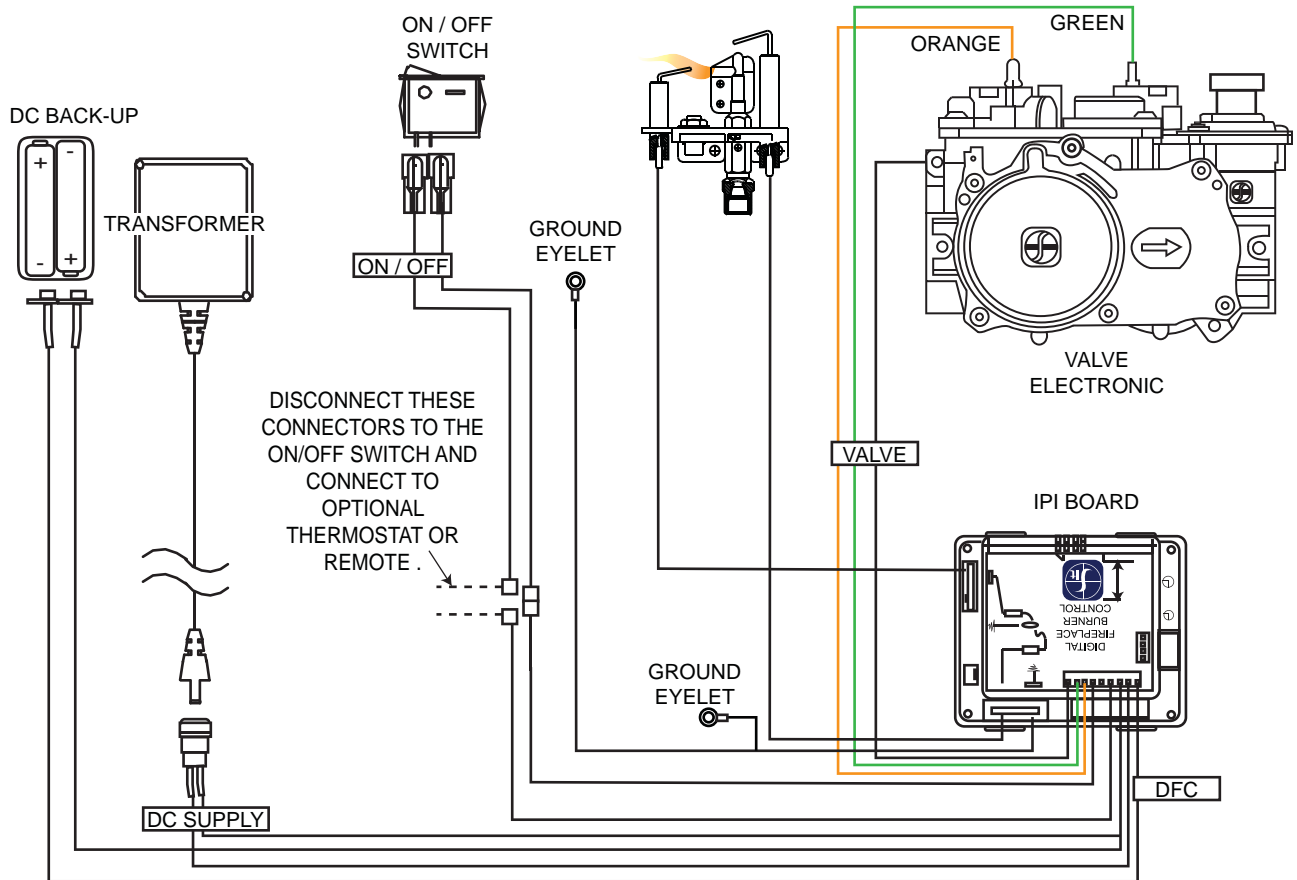 ON / OFF
SWITCH
ORANGE
GREEN
DC BACK-UP
+
-
-
+
TRANSFORMER
ON / OFF
GROUND
EYELET
VALVE
ELECTRONIC
DISCONNECT THESE
CONNECTORS TO THE
ON/OFF SWITCH AND
CONNECT TO
OPTIONAL
THERMOSTAT OR
REMOTE .
VALVE
IPI BOARD
Sit
DIGITAL
FIREPLACE
BURNER
CONTROL
GROUND
EYELET
DFC
DC SUPPLY